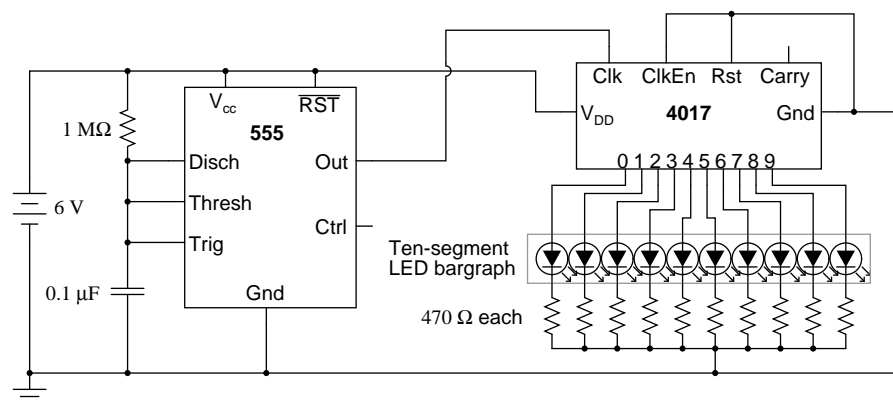 Clk ClkEn Rst Carry
V_cc RST
V_DD 4017 Gnd
1 MΩ 555
Disch Out
0 1 2 3 4 5 6 7 8 9
Thresh
6 V
Ctrl
Trig
Ten-segment
LED bargraph
0.1 μF
Gnd
470 Ω each